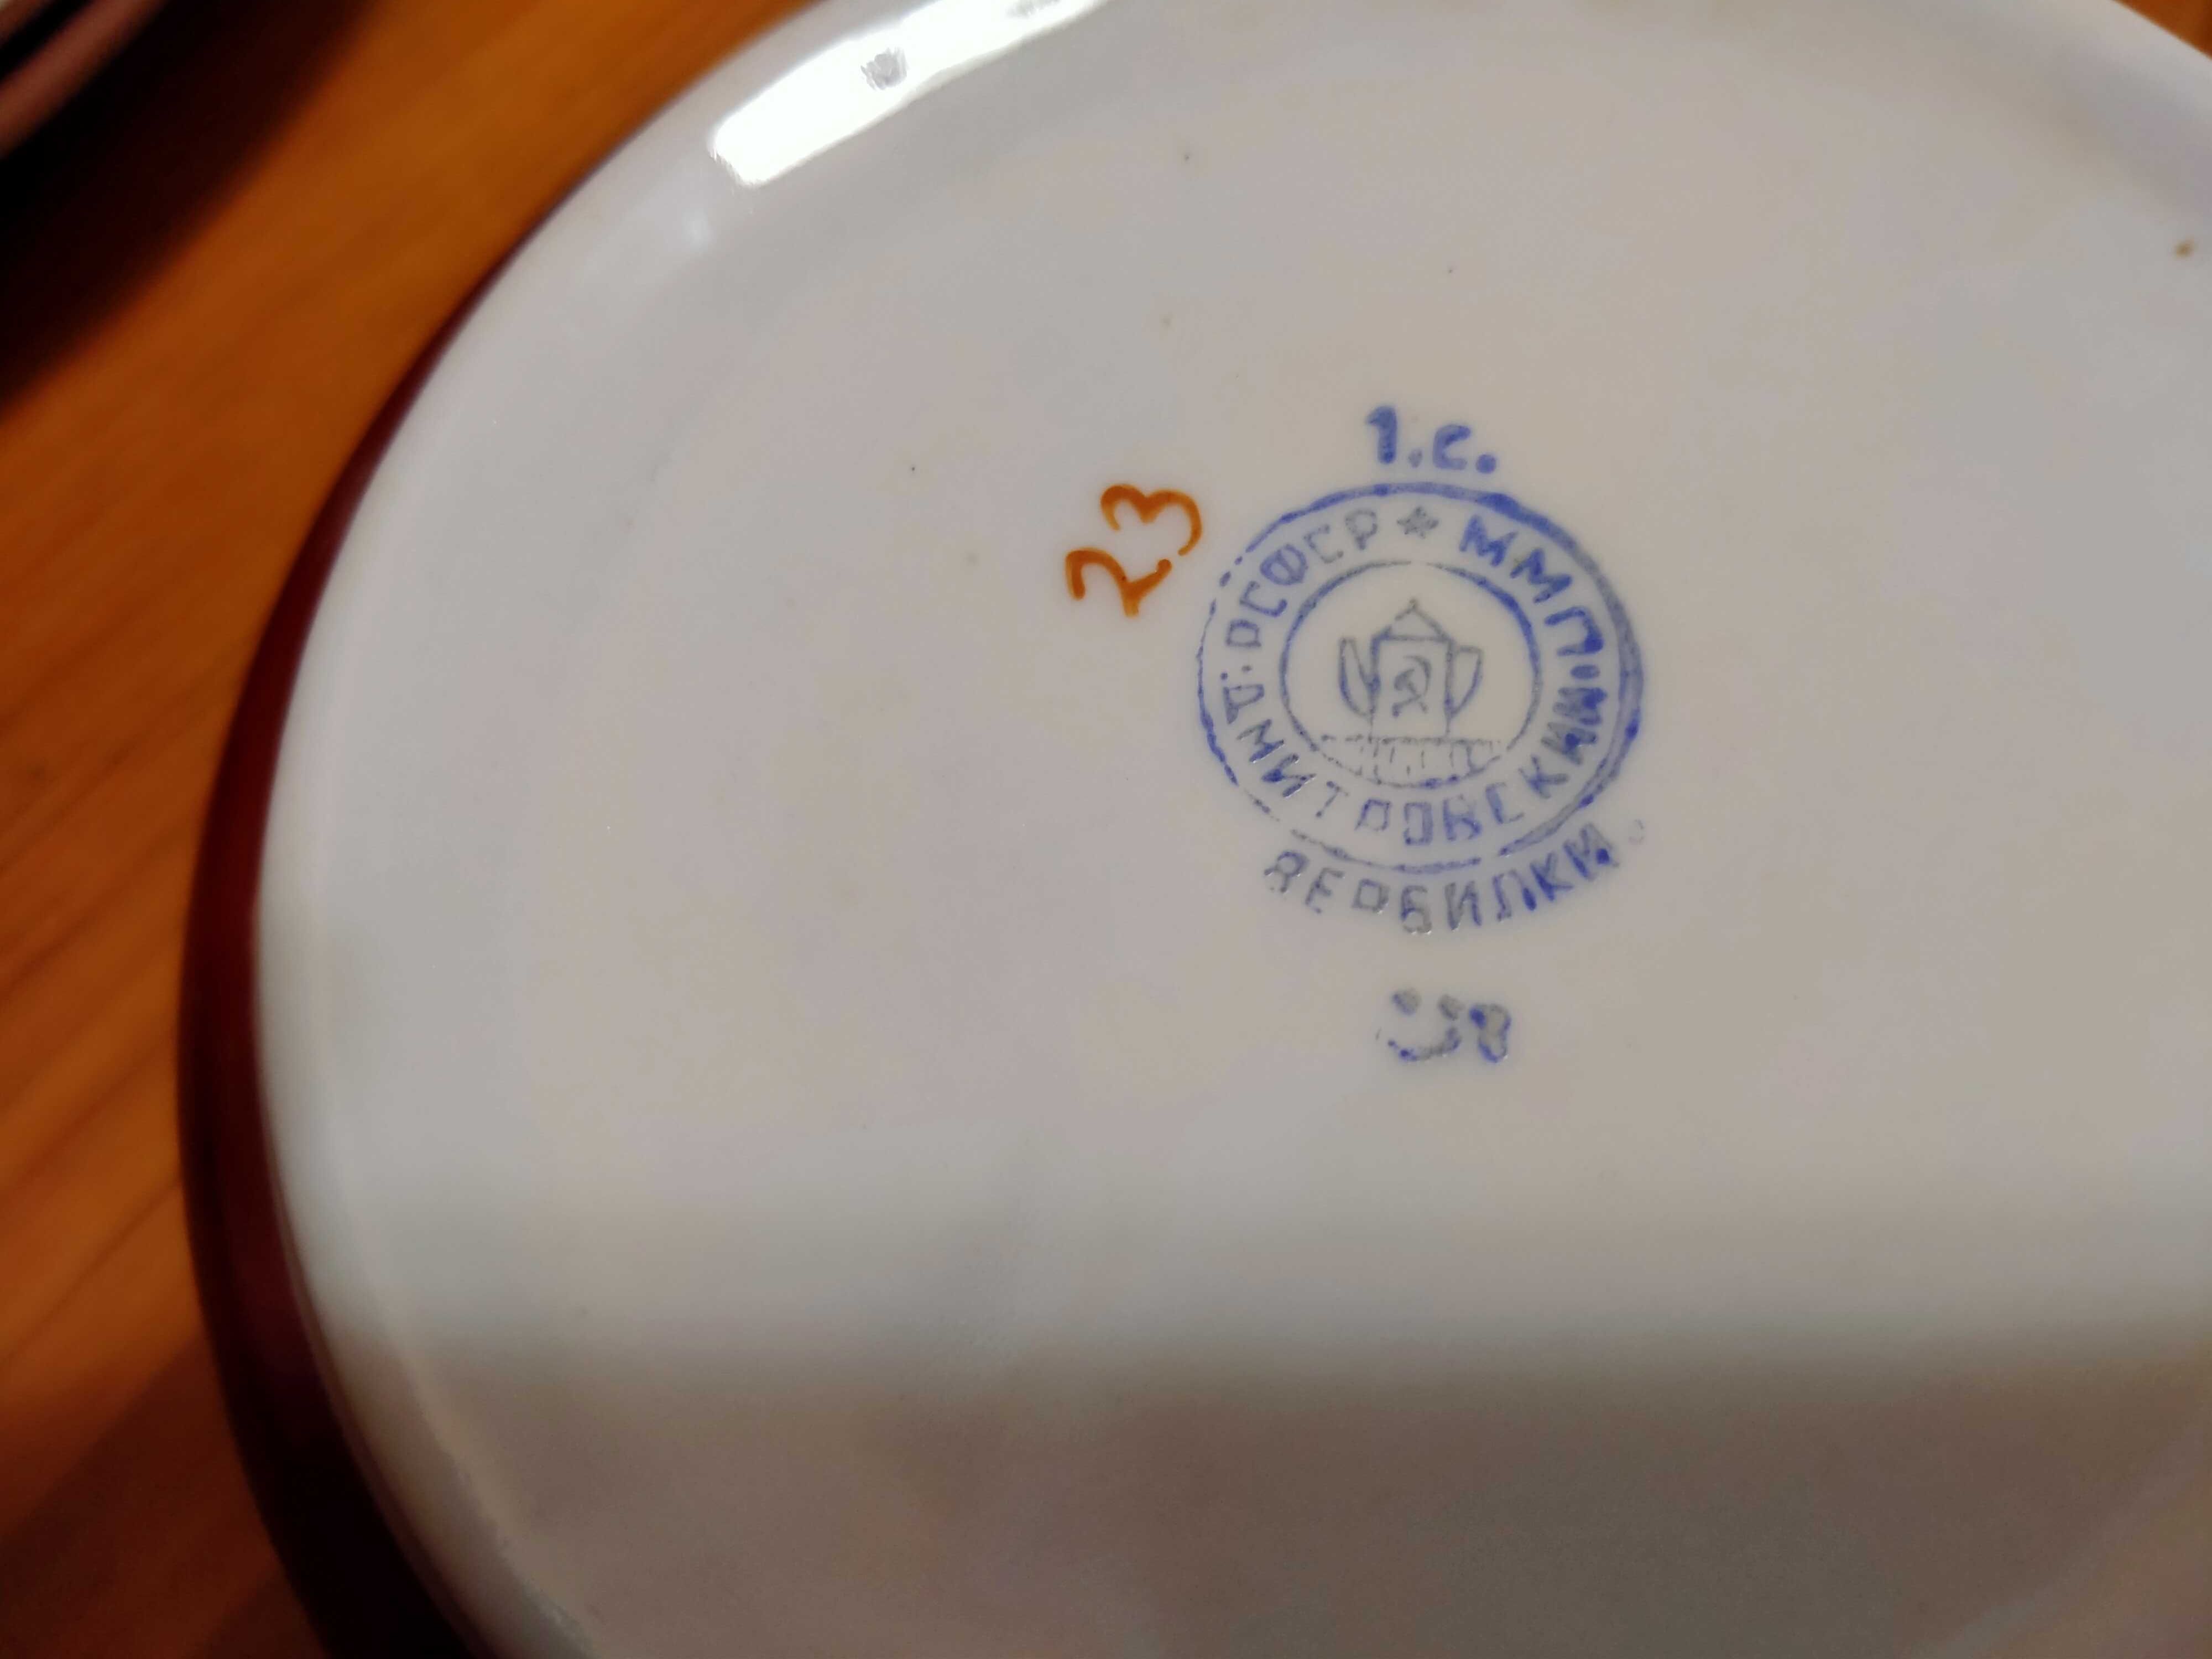 1.С.
РСФСР * ММП.
ДМИТРОВСКИЙ
ВЕРБИЛКИ
23